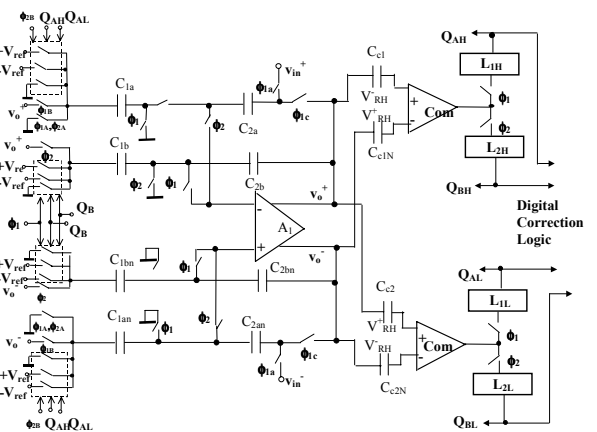 ϕ2B QAH QAL
+Vref
-Vref
vo+
ϕ1B
ϕ1A,ϕ2A
C1a
ϕ1
ϕ2
C2a
ϕ1a
vin+
ϕ1c
Cc1
V-RH
V+RH
Cc1N
+
-
Com
QAH
L1H
ϕ1
ϕ2
L2H
QBH
Digital
Correction
Logic
vo+
ϕ2
+Vref
-Vref
C1b
ϕ2
ϕ1
C2b
ϕ1
QB
QB
-
+
A1
vo+
vo-
+Vref
-Vref
vo-
ϕ2
C1bn
ϕ1
C2bn
C1an
ϕ1
ϕ2
C2an
ϕ1c
ϕ1a
vin-
ϕ1A,ϕ2A
vo-
ϕ1B
+Vref
-Vref
ϕ2B QAH QAL
Cc2
V+RH
V-RH
Cc2N
+
-
Com
QAL
L1L
ϕ1
ϕ2
L2L
QBL